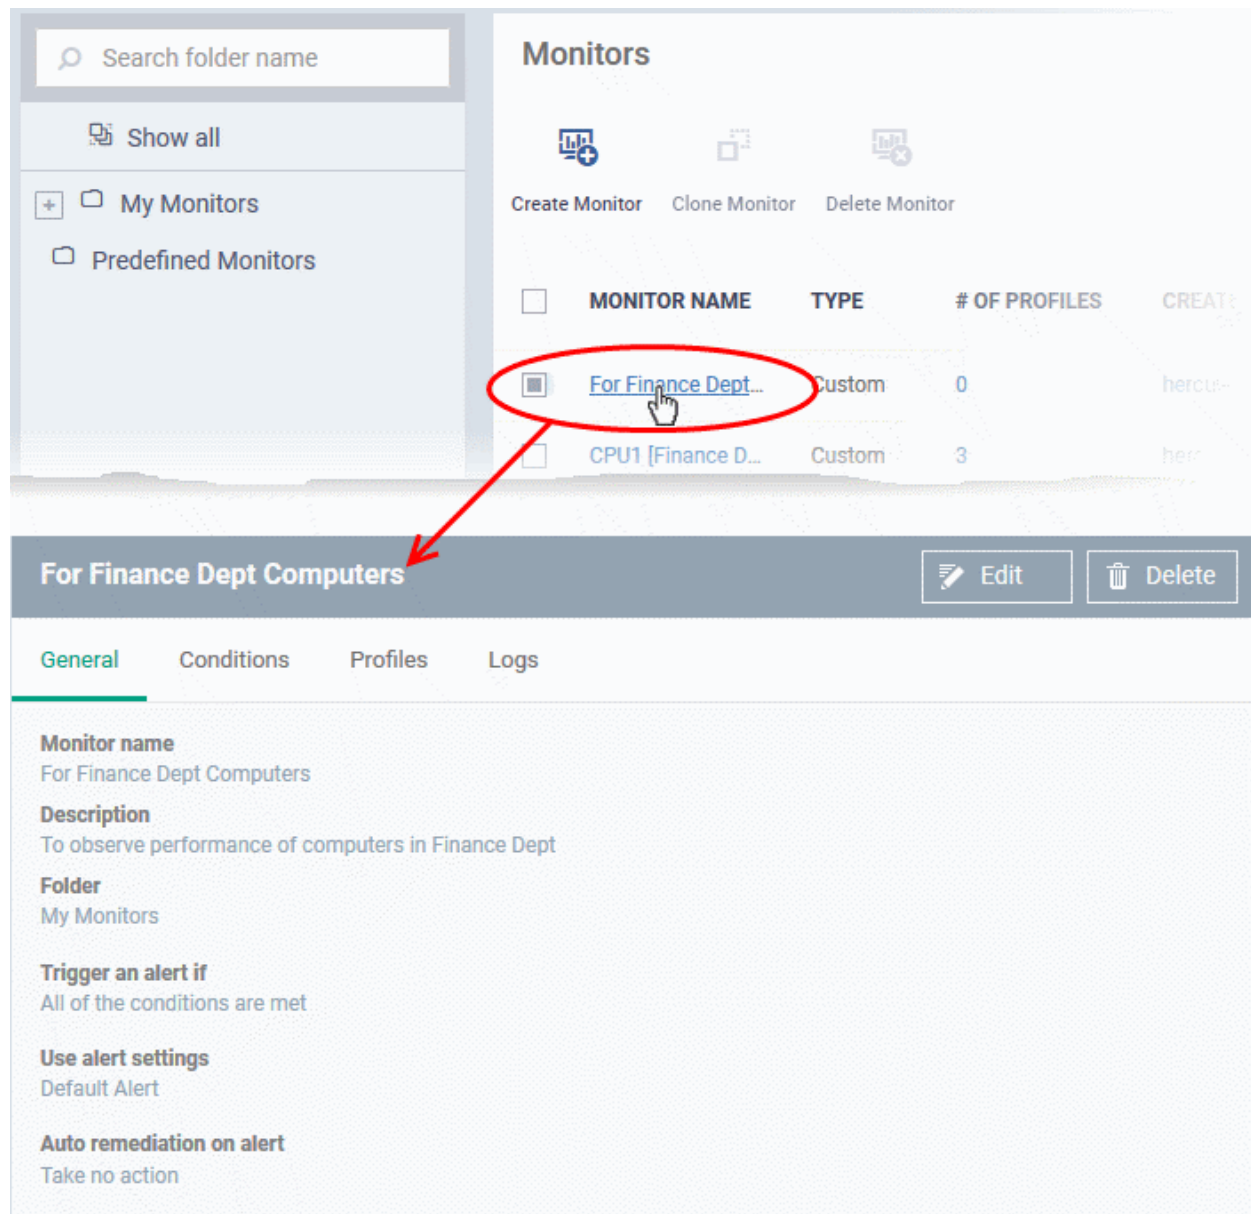 Search folder name
Show all
My Monitors
Predefined Monitors
Monitors
Create Monitor Clone Monitor Delete Monitor
MONITOR NAME TYPE # OF PROFILES CREAT
For Finance Dept... Custom 0
CPU1 [Finance D... Custom 3
For Finance Dept Computers Edit Delete
General Conditions Profiles Logs
Monitor name
For Finance Dept Computers
Description
To observe performance of computers in Finance Dept
Folder
My Monitors
Trigger an alert if
All of the conditions are met
Use alert settings
Default Alert
Auto remediation on alert
Take no action